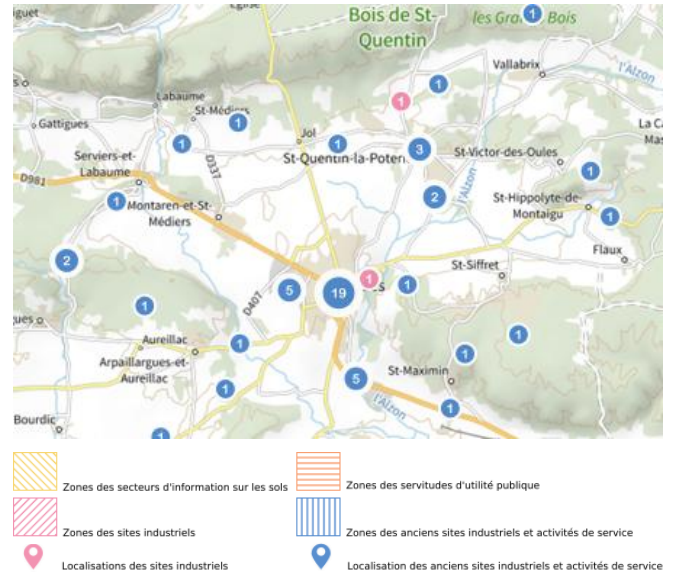 Bois de St-
Quentin
les Gran Bois
1
Vallabrix
l'Alzon
1
1
Labaume
St-Médiers
1
Gattigues
Jol
1
1
3
La C
Mas
Serviers-et-
Labaume
D337
St-Quentin-la-Poteri
St-Victor-des-Oules
1
D981
1
Montaren-et-St-
Médiers
2
l'Alzon
St-Hippolyte-de-
Montaigu
1
Flaux
2
1
St-Siffret
5
19
1
D407
1
ues
Aureillac
1
1
Arpaillargues-et-
Aureillac
1
St-Maximin
5
1
l'Alzon
1
Bourdic
1
Zones des secteurs d'information sur les sols
Zones des servitudes d'utilité publique
Zones des sites industriels
Zones des anciens sites industriels et activités de service
Localisations des sites industriels
Localisation des anciens sites industriels et activités de service